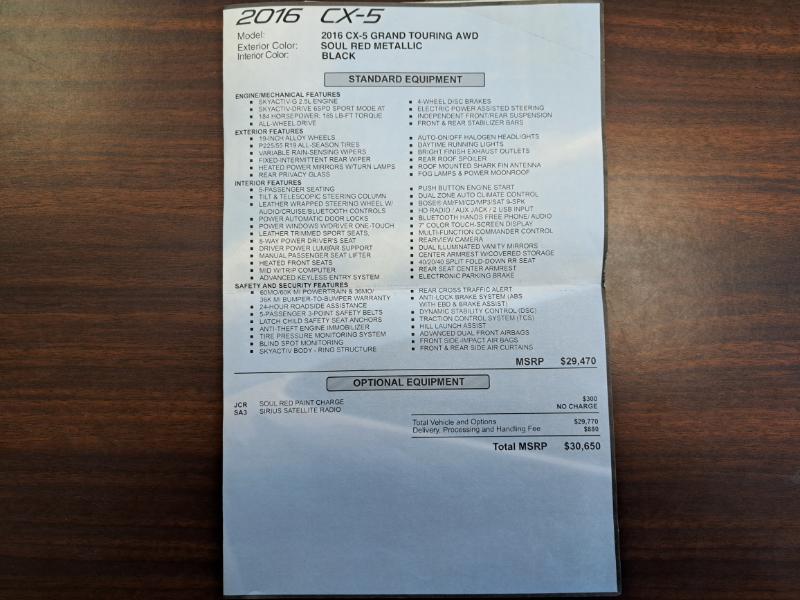 2016 CX-5
Model: 2016 CX-5 GRAND TOURING AWD
Exterior Color: SOUL RED METALLIC
Interior Color: BLACK
STANDARD EQUIPMENT
ENGINE/MECHANICAL FEATURES
SKYACTIV-G 2.5L ENGINE
SKYACTIV-DRIVE 6SPD SPORT MODE AT
184 HORSEPOWER; 185 LB-FT TORQUE
ALL-WHEEL DRIVE
4-WHEEL DISC BRAKES
ELECTRIC POWER ASSISTED STEERING
INDEPENDENT FRONT/REAR SUSPENSION
FRONT & REAR STABILIZER BARS
EXTERIOR FEATURES
19-INCH ALLOY WHEELS
P225/55 R19 ALL-SEASON TIRES
VARIABLE RAIN-SENSING WIPERS
FIXED-INTERMITTENT REAR WIPER
HEATED POWER MIRRORS W/TURN LAMPS
REAR PRIVACY GLASS
AUTO-ON/OFF HALOGEN HEADLIGHTS
DAYTIME RUNNING LIGHTS
BRIGHT FINISH EXHAUST OUTLETS
REAR ROOF SPOILER
ROOF MOUNTED SHARK FIN ANTENNA
FOG LAMPS & POWER MOONROOF
INTERIOR FEATURES
5-PASSENGER SEATING
TILT & TELESCOPIC STEERING COLUMN
LEATHER WRAPPED STEERING WHEEL W/
AUDIO/CRUISE/BLUETOOTH CONTROLS
POWER AUTOMATIC DOOR LOCKS
POWER WINDOWS W/DRIVER ONE-TOUCH
LEATHER TRIMMED SPORT SEATS,
8-WAY POWER DRIVER'S SEAT
DRIVER POWER LUMBAR SUPPORT
MANUAL PASSENGER SEAT LIFTER
HEATED FRONT SEATS
MID W/TRIP COMPUTER
ADVANCED KEYLESS ENTRY SYSTEM
PUSH BUTTON ENGINE START
DUAL ZONE AUTO CLIMATE CONTROL
BOSE® AM/FM/CD/MP3/SAT 9-SPK
HD RADIO / AUX JACK / 2 USB INPUT
BLUETOOTH HANDS FREE PHONE/ AUDIO
7" COLOR TOUCH-SCREEN DISPLAY
MULTI-FUNCTION COMMANDER CONTROL
REARVIEW CAMERA
DUAL ILLUMINATED VANITY MIRRORS
CENTER ARMREST W/COVERED STORAGE
40/20/40 SPLIT FOLD-DOWN RR SEAT
REAR SEAT CENTER ARMREST
ELECTRONIC PARKING BRAKE
SAFETY AND SECURITY FEATURES
60MO/60K MI POWERTRAIN & 36MO/
36K MI BUMPER-TO-BUMPER WARRANTY
24-HOUR ROADSIDE ASSISTANCE
5-PASSENGER 3-POINT SAFETY BELTS
LATCH CHILD SAFETY SEAT ANCHORS
ANTI-THEFT ENGINE IMMOBILIZER
TIRE PRESSURE MONITORING SYSTEM
BLIND SPOT MONITORING
SKYACTIV BODY - RING STRUCTURE
REAR CROSS TRAFFIC ALERT
ANTI-LOCK BRAKE SYSTEM (ABS
WITH EBD & BRAKE ASSIST)
DYNAMIC STABILITY CONTROL (DSC)
TRACTION CONTROL SYSTEM (TCS)
HILL LAUNCH ASSIST
ADVANCED DUAL FRONT AIRBAGS
FRONT SIDE-IMPACT AIR BAGS
FRONT & REAR SIDE AIR CURTAINS
MSRP $29,470
OPTIONAL EQUIPMENT
JCR SOUL RED PAINT CHARGE $300
SA3 SIRIUS SATELLITE RADIO NO CHARGE
Total Vehicle and Options $29,770
Delivery, Processing and Handling Fee $880
Total MSRP $30,650